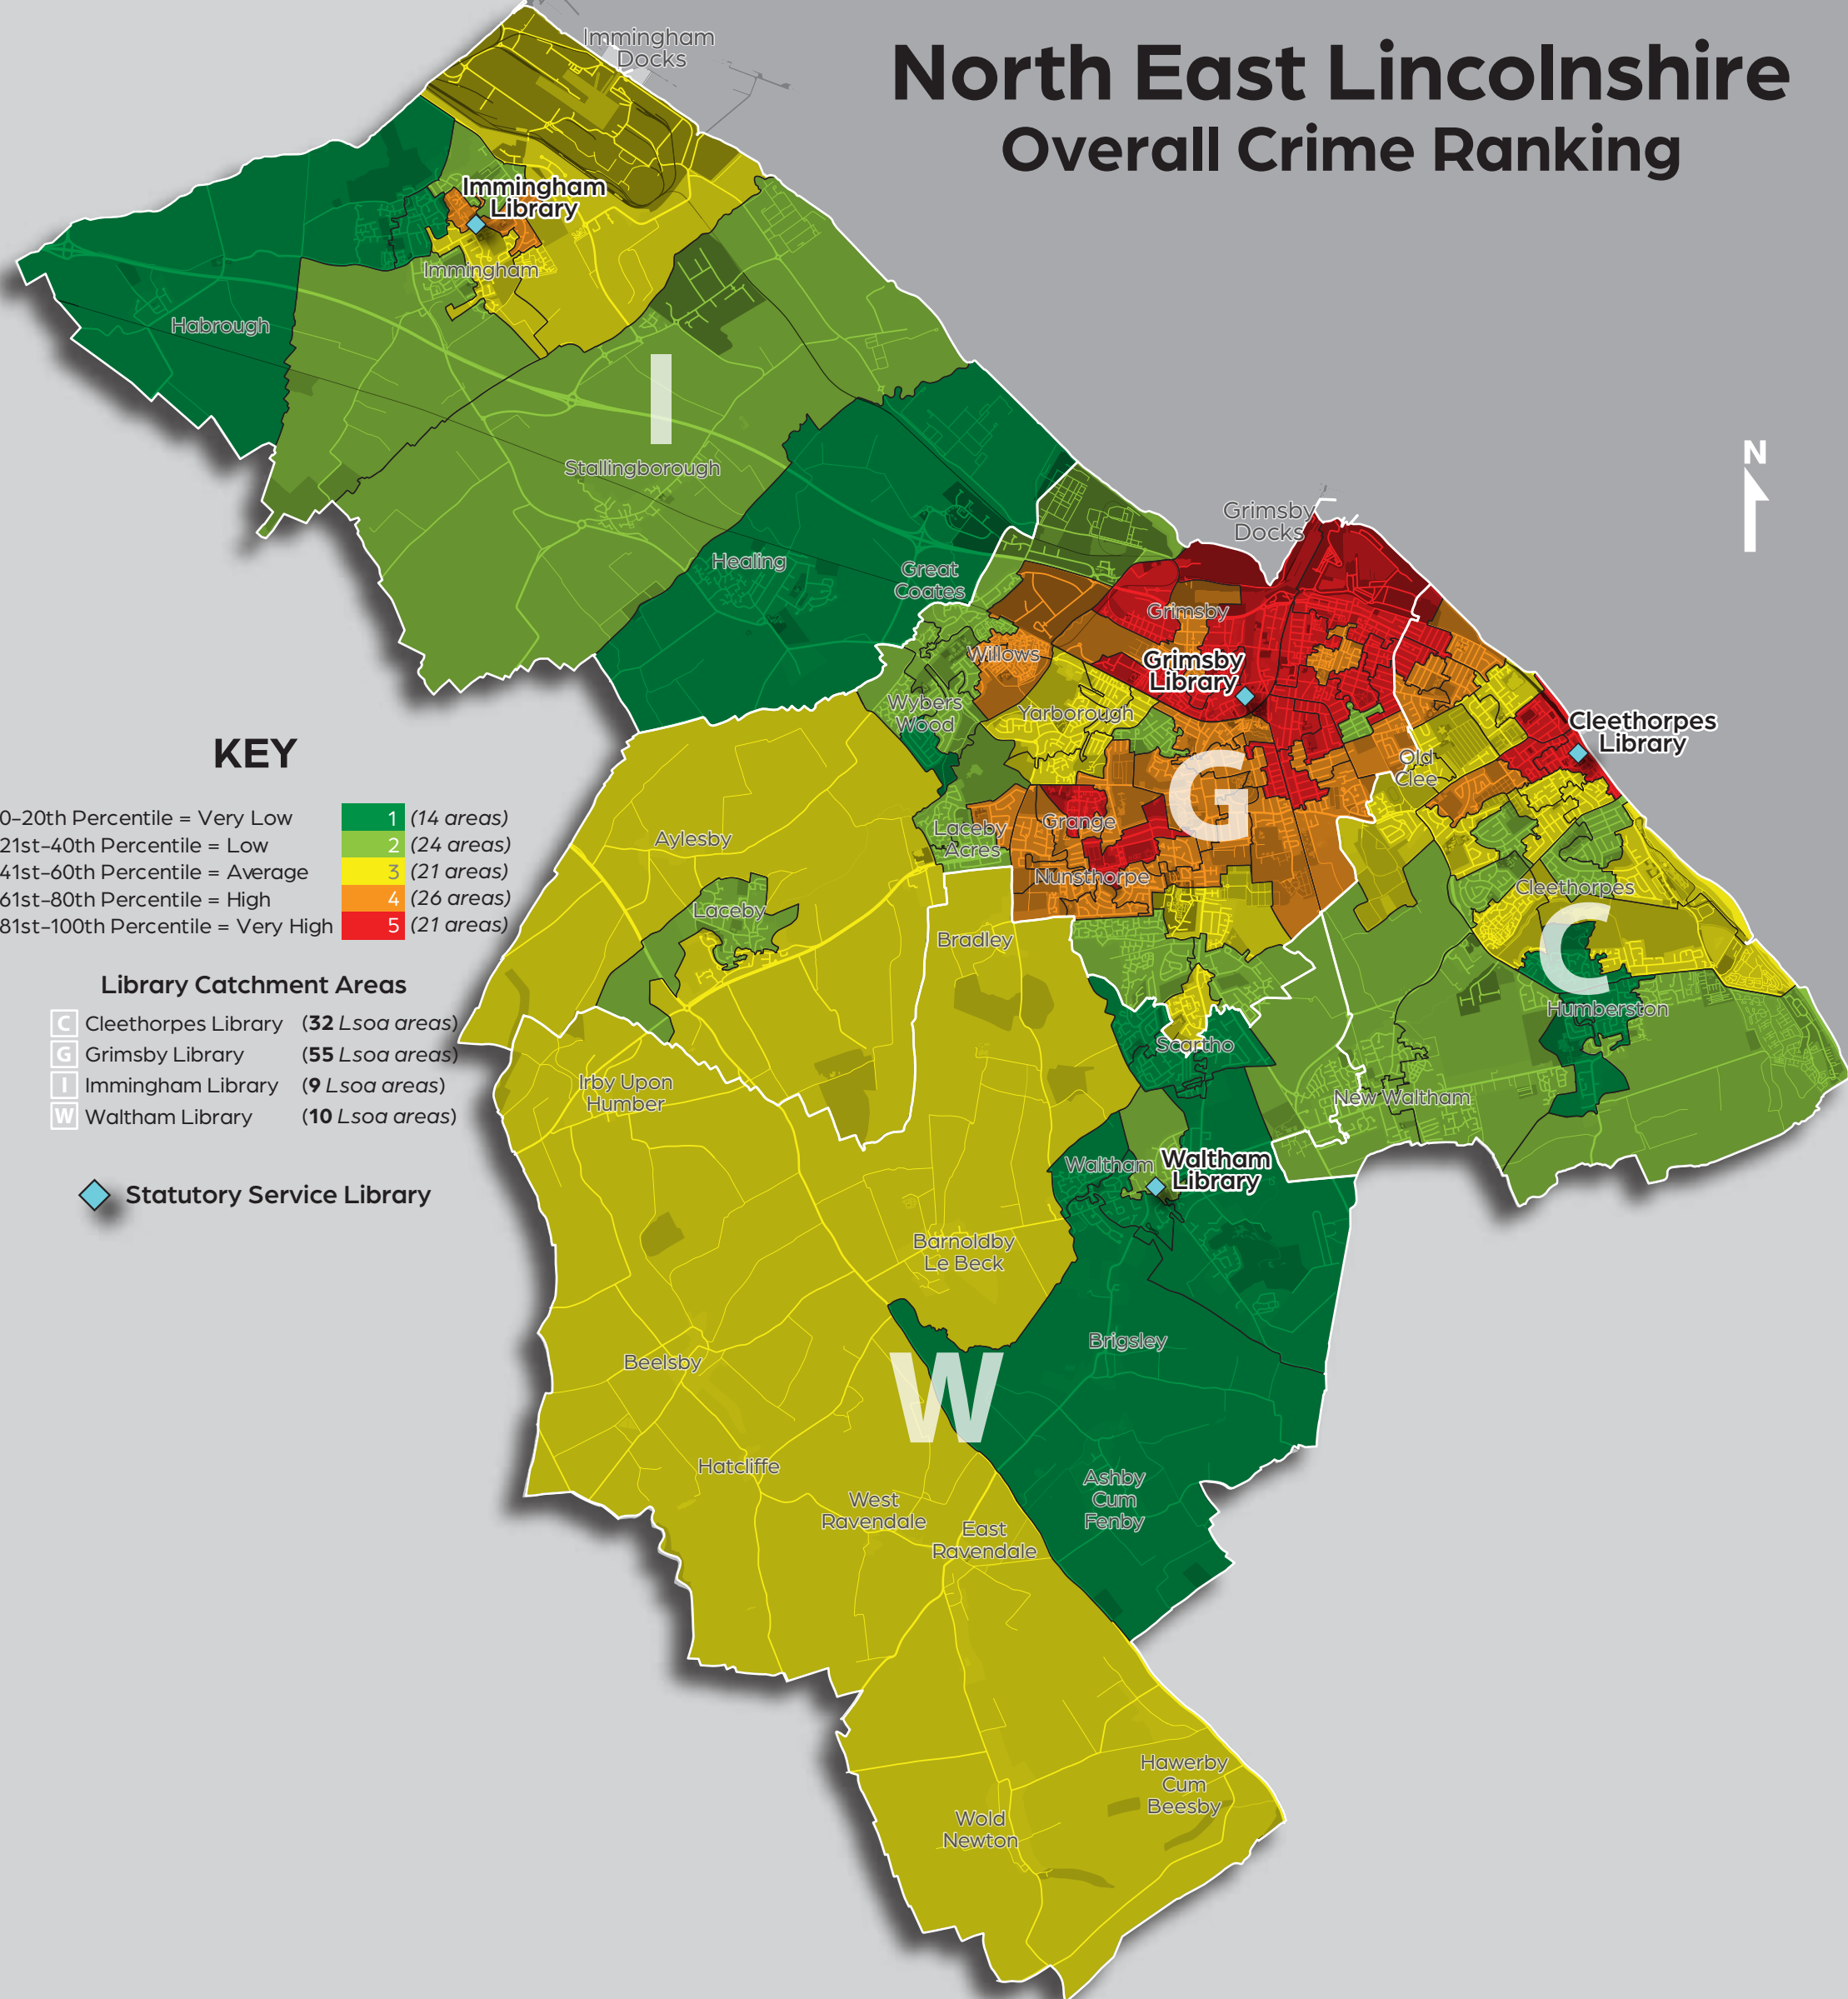 North East Lincolnshire
Overall Crime Ranking
Immingham
Docks
Immingham
Library
Immingham
Habrough
I
Stallingborough
N
Healing
Great
Coates
Grimsby
Docks
Grimsby
Willows
Grimsby
Library
Wybers
Wood
Yarborough
Cleethorpes
Library
Old
Clee
G
Grange
Laceby
Acres
Nunsthorpe
Aylesby
Laceby
Bradley
Cleethorpes
C
Humberston
Scartho
New Waltham
Irby Upon
Humber
Waltham
Waltham
Library
Barnoldby
Le Beck
Brigsley
Beelsby
W
Hatcliffe
West
Ravendale
East
Ravendale
Ashby
Cum
Fenby
Hawerby
Cum
Beesby
Wold
Newton
KEY
0-20th Percentile = Very Low 1 (14 areas)
21st-40th Percentile = Low 2 (24 areas)
41st-60th Percentile = Average 3 (21 areas)
61st-80th Percentile = High 4 (26 areas)
81st-100th Percentile = Very High 5 (21 areas)
Library Catchment Areas
C Cleethorpes Library (32 Lsoa areas)
G Grimsby Library (55 Lsoa areas)
I Immingham Library (9 Lsoa areas)
W Waltham Library (10 Lsoa areas)
Statutory Service Library